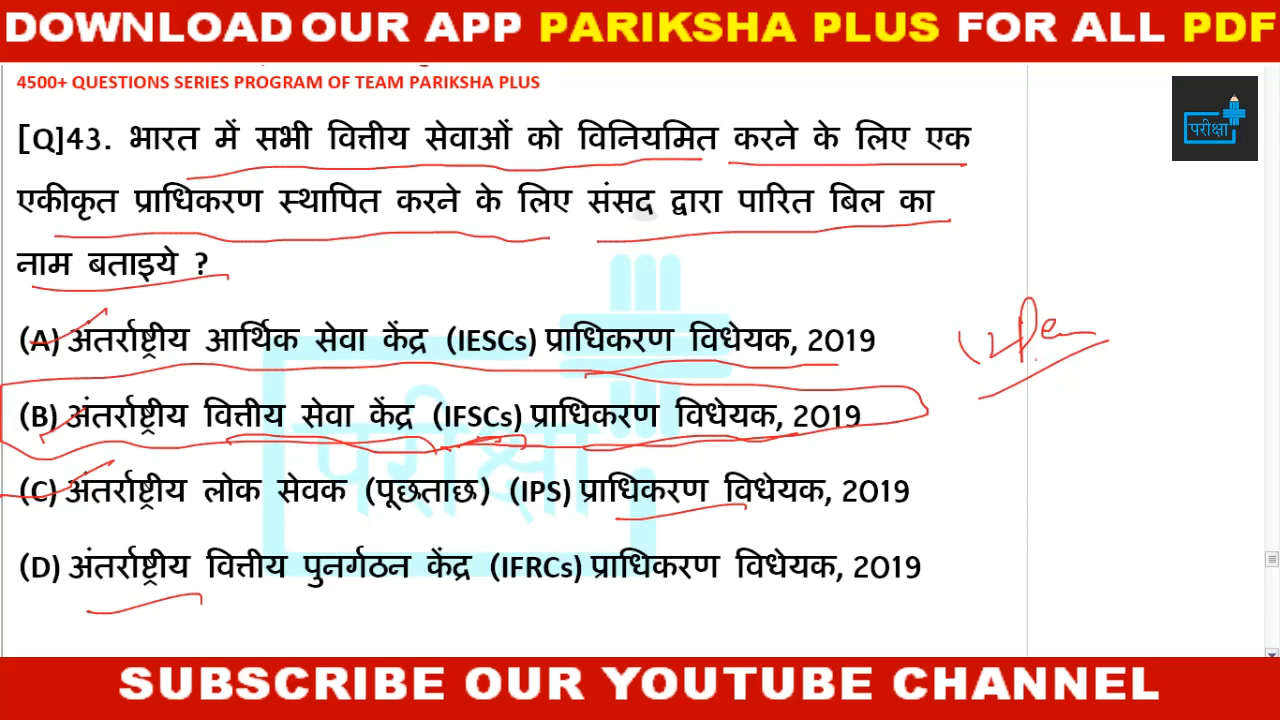 DOWNLOAD OUR APP PARIKSHA PLUS FOR ALL PDF
4500+ QUESTIONS SERIES PROGRAM OF TEAM PARIKSHA PLUS
परीक्षा
[Q]43. भारत में सभी वित्तीय सेवाओं को विनियमित करने के लिए एक
एकीकृत प्राधिकरण स्थापित करने के लिए संसद द्वारा पारित बिल का
नाम बताइये ?
(A) अंतर्राष्ट्रीय आर्थिक सेवा केंद्र (IESCs) प्राधिकरण विधेयक, 2019
(B) अंतर्राष्ट्रीय वित्तीय सेवा केंद्र (IFSCs) प्राधिकरण विधेयक, 2019
(C) अंतर्राष्ट्रीय लोक सेवक (पूछताछ) (IPS) प्राधिकरण विधेयक, 2019
(D) अंतर्राष्ट्रीय वित्तीय पुनर्गठन केंद्र (IFRCs) प्राधिकरण विधेयक, 2019
परीक्षा
SUBSCRIBE OUR YOUTUBE CHANNEL